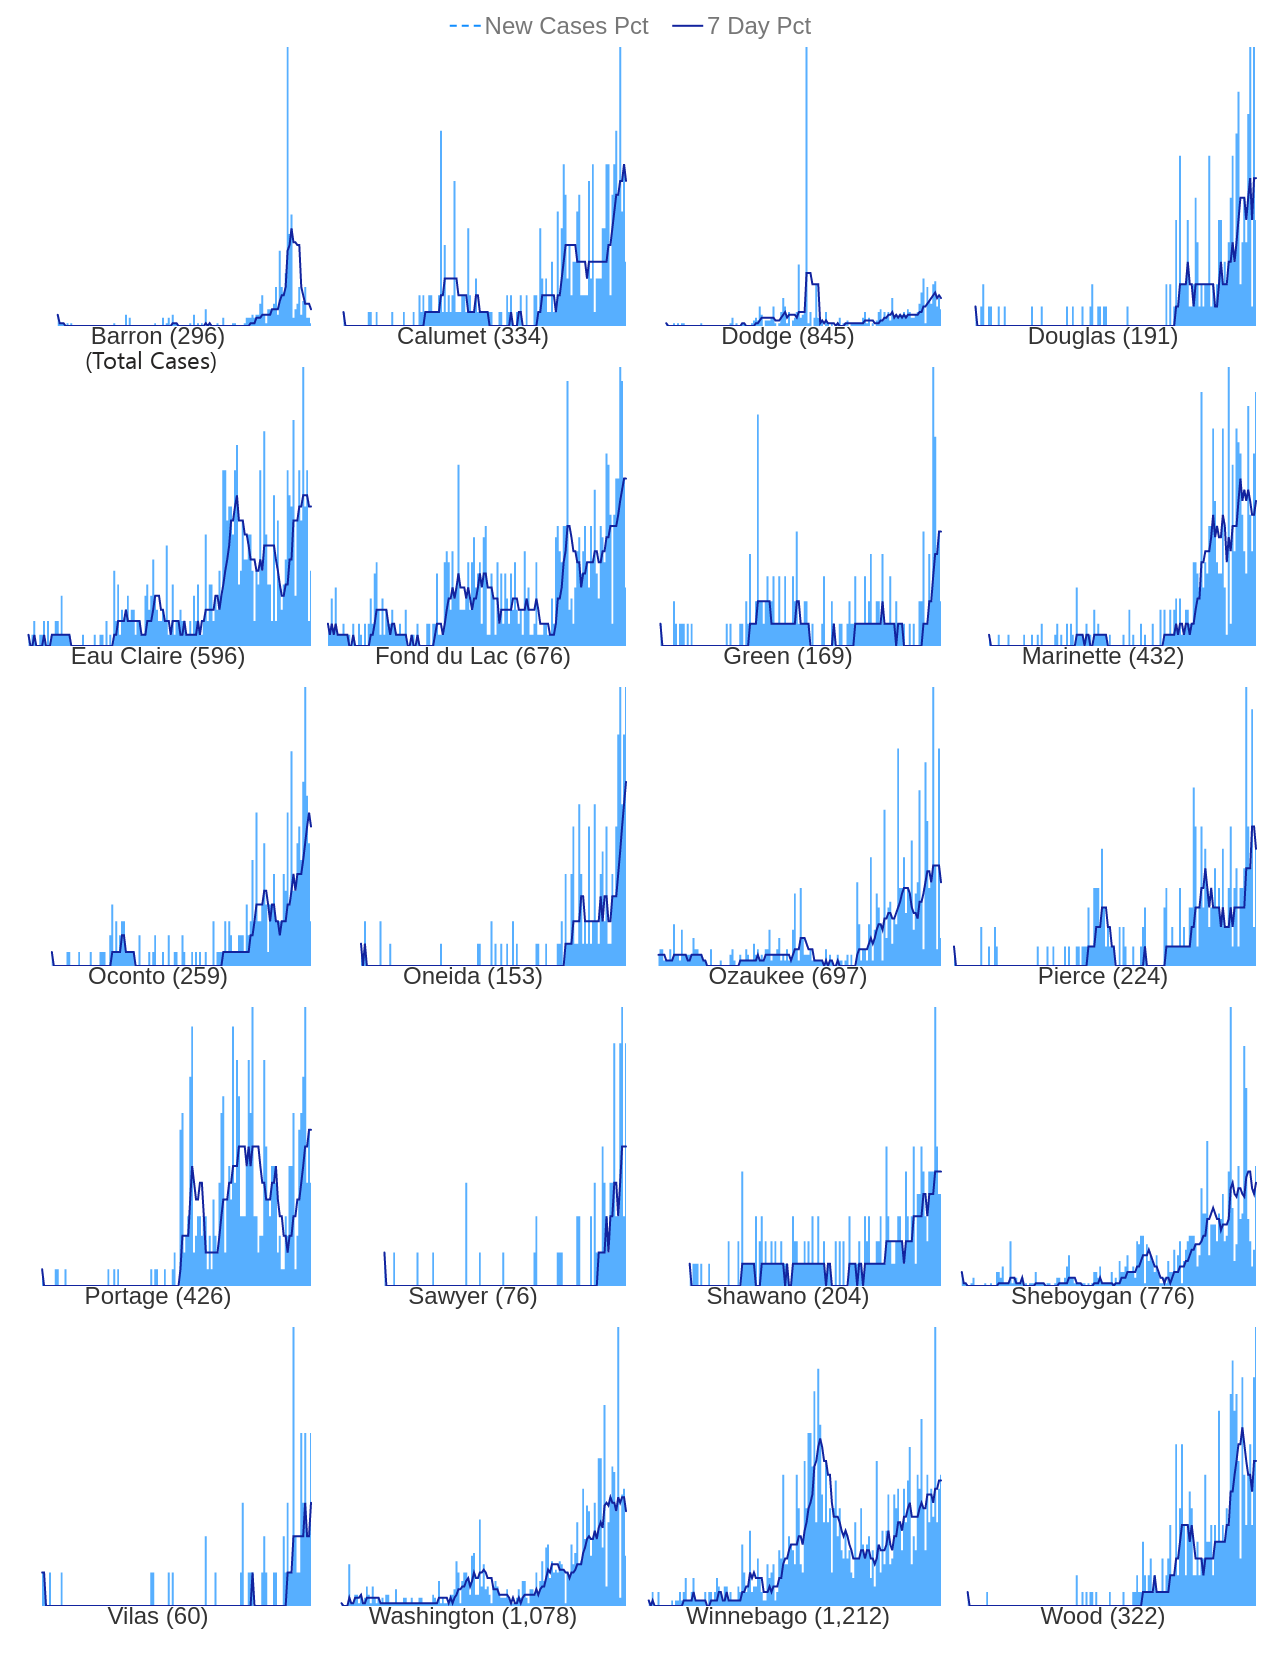 New Cases Pct 7 Day Pct
Barron (296) Calumet (334) Dodge (845) Douglas (191)
(Total Cases)
Eau Claire (596) Fond du Lac (676) Green (169) Marinette (432)
Oconto (259) Oneida (153) Ozaukee (697) Pierce (224)
Portage (426) Sawyer (76) Shawano (204) Sheboygan (776)
Vilas (60) Washington (1,078) Winnebago (1,212) Wood (322)